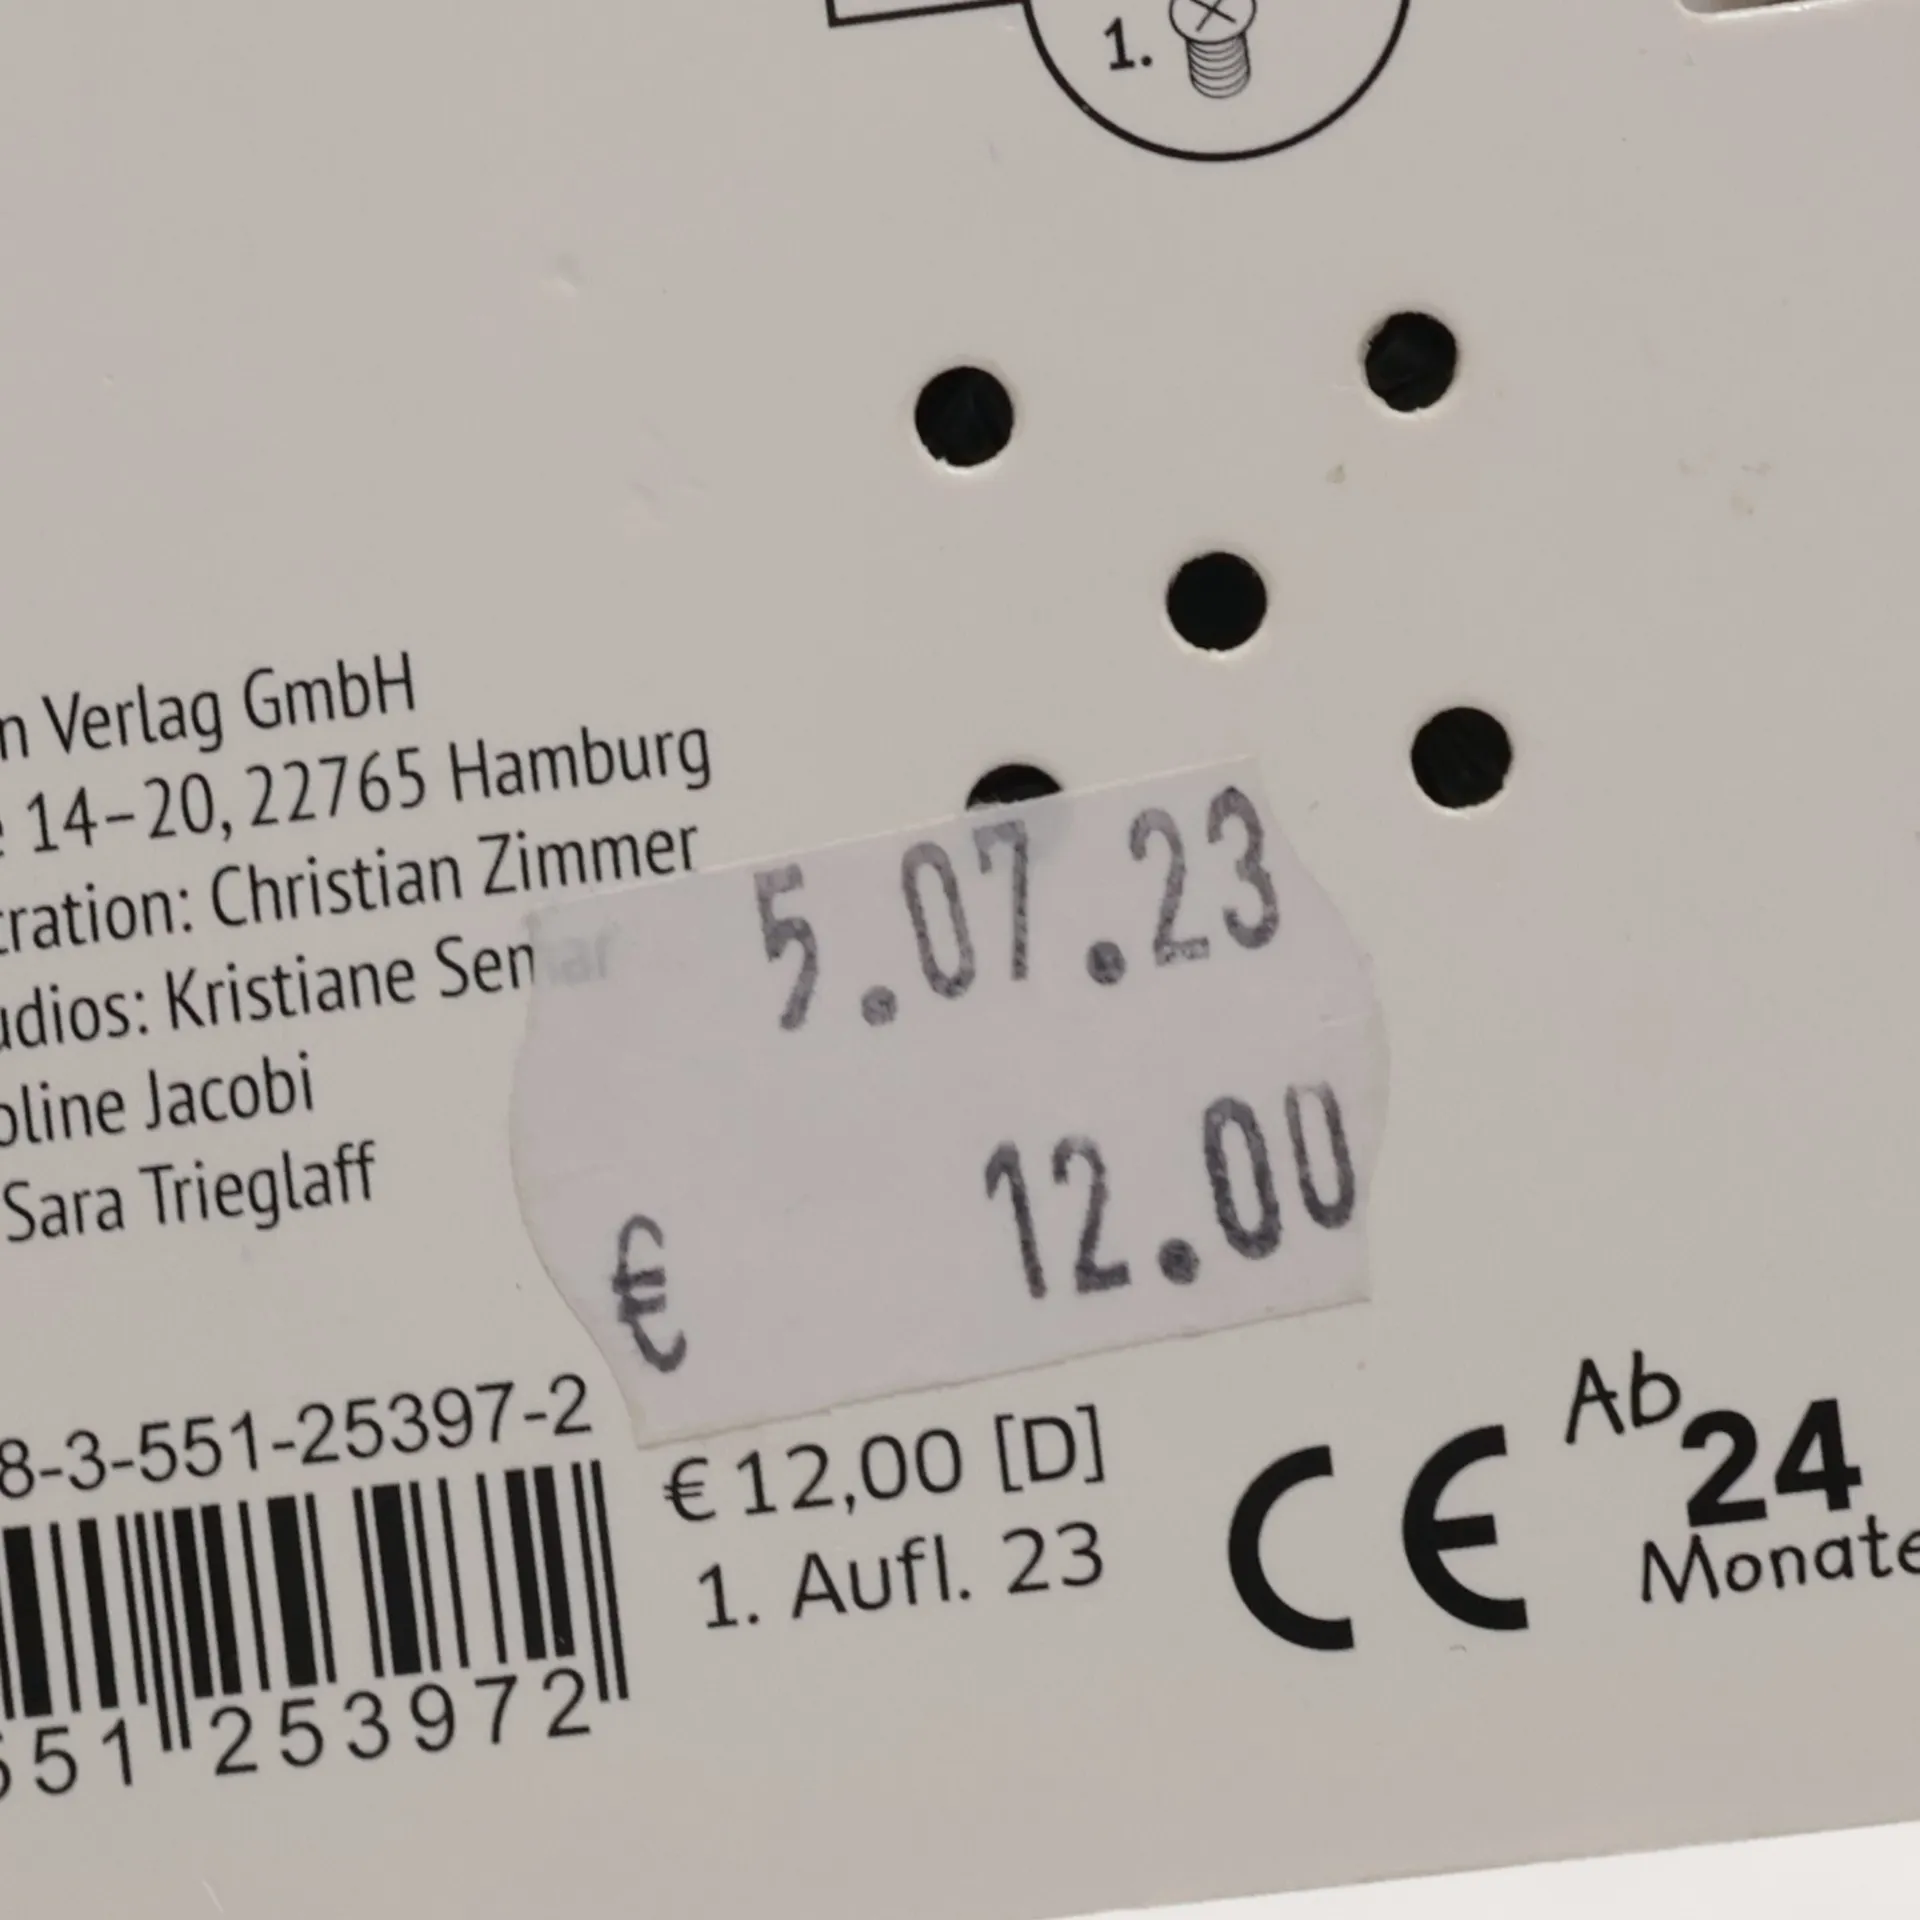 1.
n Verlag GmbH
14–20, 22765 Hamburg
tration: Christian Zimmer
udios: Kristiane Semar
oline Jacobi
Sara Trieglaff
5.07.23
€ 12.00
8-3-551-25397-2
€ 12,00 [D]
1. Aufl. 23
CE
Ab
24
Monate
551 253972